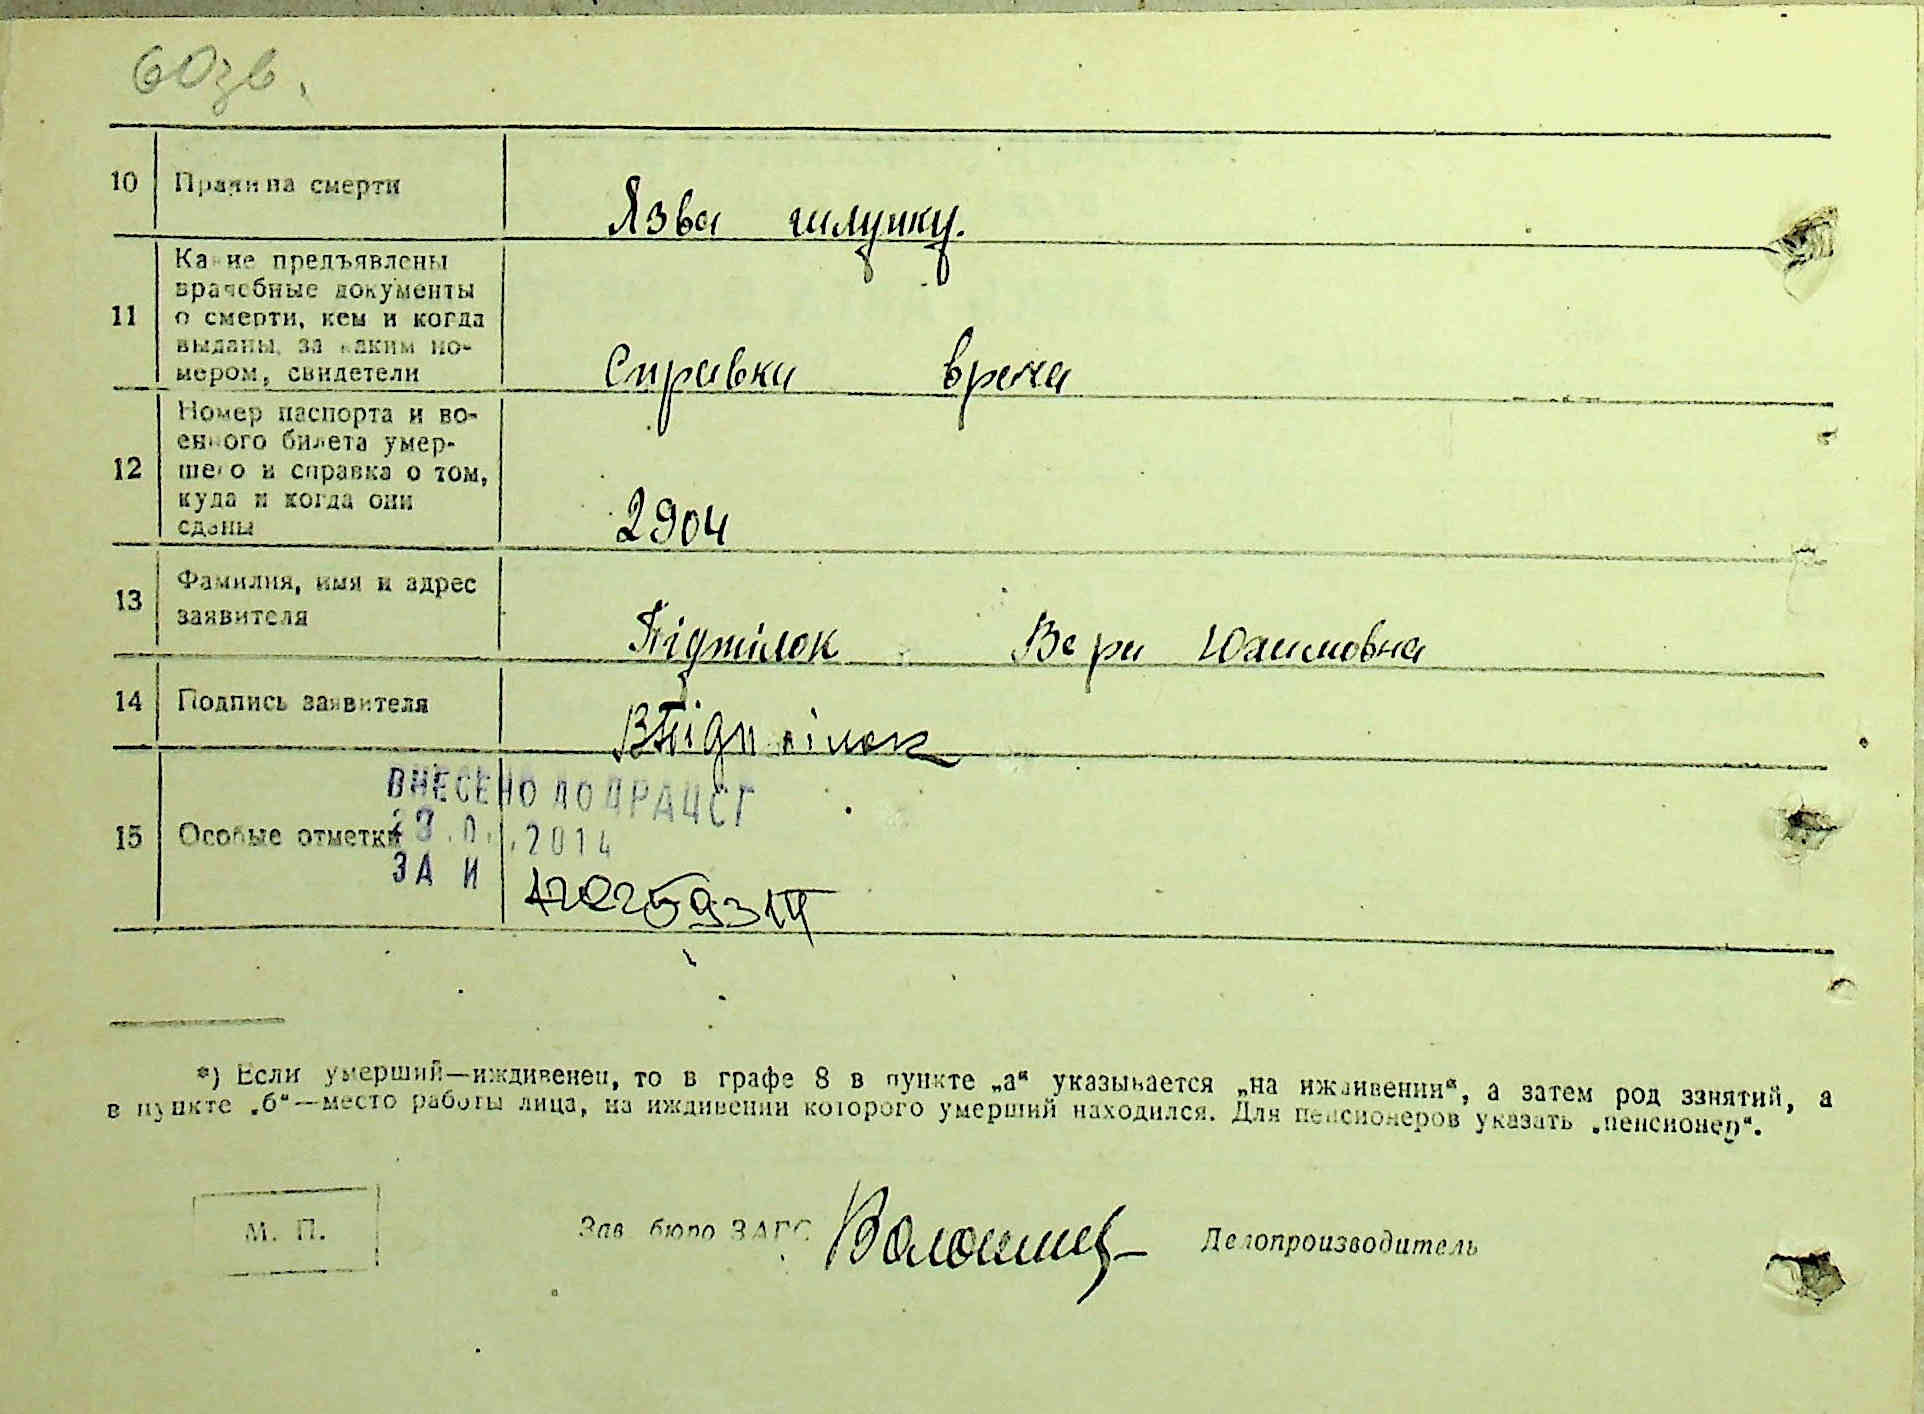 60зв.
10 Причина смерти
Язва шлунку.
11 Какие предъявлены
врачебные документы
о смерти, кем и когда
выданы, за каким но-
мером, свидетели
Справка врача
12 Номер паспорта и во-
енного билета умер-
шего и справка о том,
куда и когда они
сданы
2904
13 Фамилия, имя и адрес
заявителя
Підпілок Вера Юхимовна
14 Подпись заявителя
ВПідпілок
ВНЕСЕНО ДО ДРАЦСГ
15 Особые отметки
2014
ЗА И
*) Если умерший—иждивенец, то в графе 8 в пункте „а“ указывается „на иждивении“, а затем род занятий, а
в пункте „б“—место работы лица, на иждивении которого умерший находился. Для пенсионеров указать „пенсионер“.
М. П.
Зав. бюро ЗАГС
Делопроизводитель